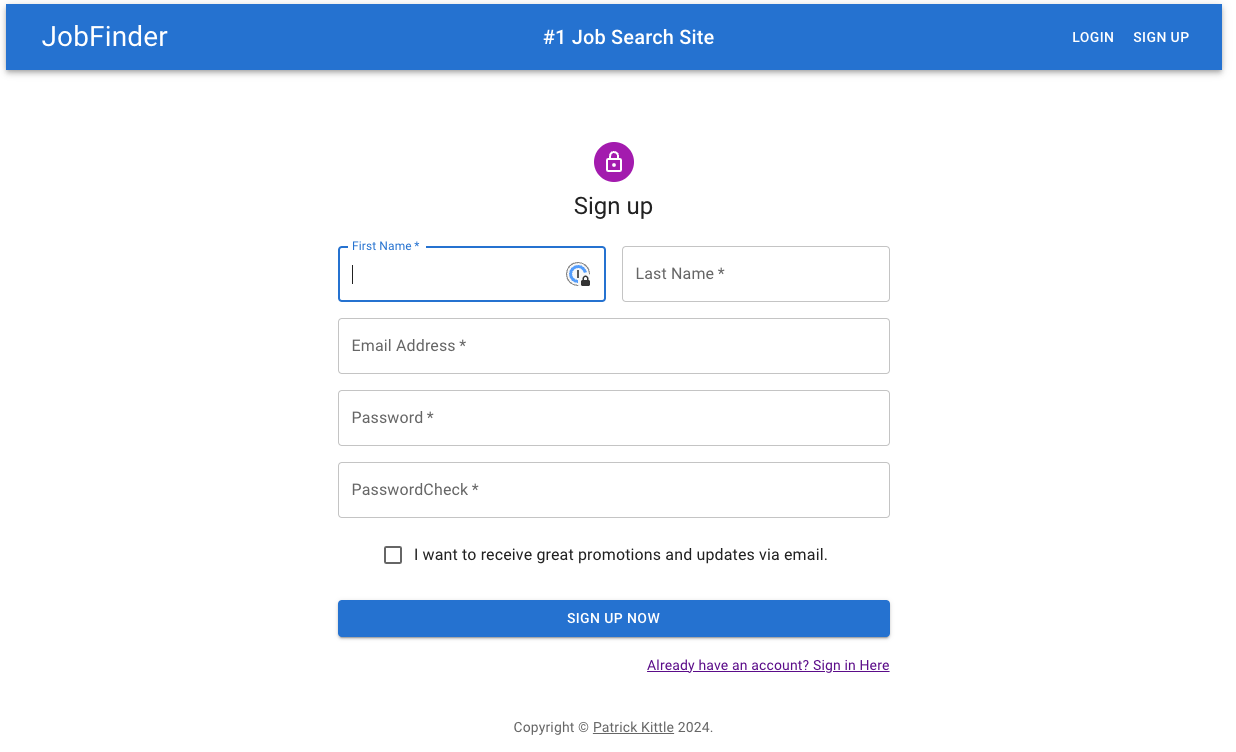 JobFinder #1 Job Search Site LOGIN SIGN UP
Sign up
First Name *
Last Name *
Email Address *
Password *
PasswordCheck *
I want to receive great promotions and updates via email.
SIGN UP NOW
Already have an account? Sign in Here
Copyright © Patrick Kittle 2024.